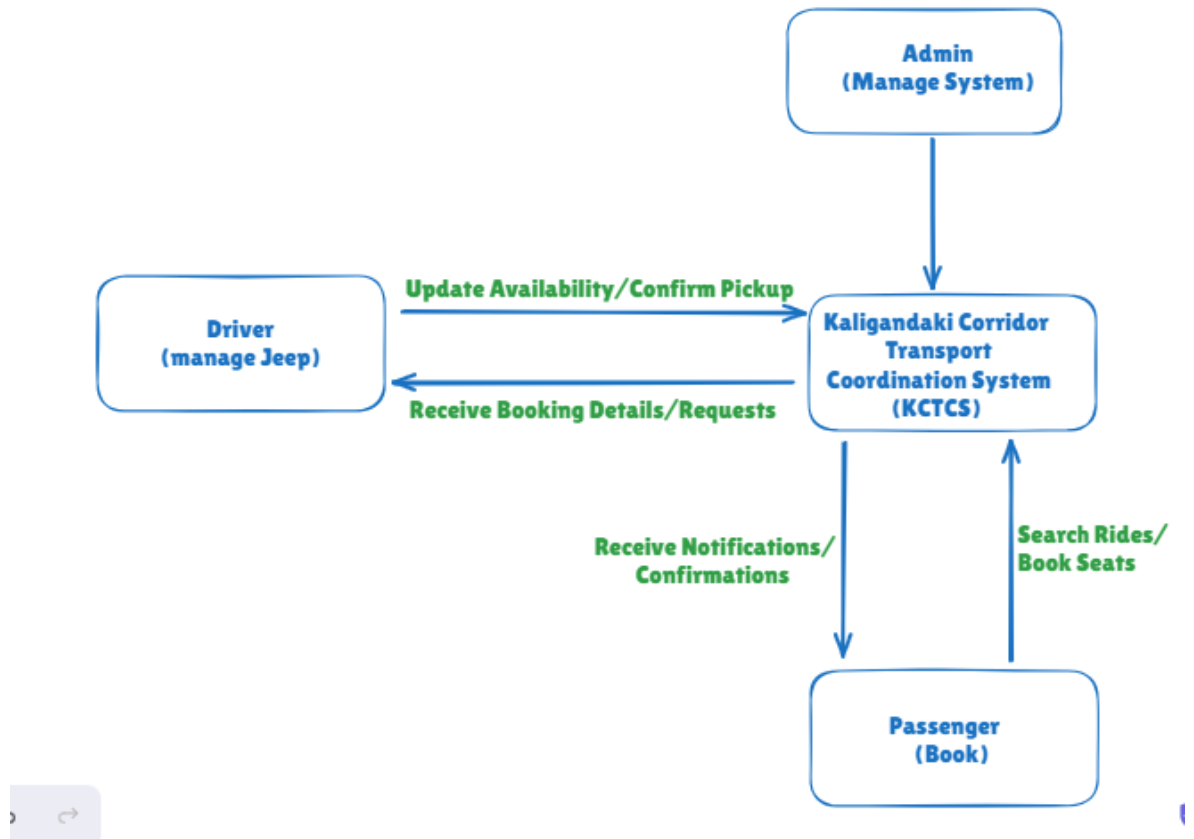 Admin
(Manage System)
Update Availability/Confirm Pickup
Driver
(manage Jeep)
Kaligandaki Corridor
Transport
Coordination System
(KCTCS)
Receive Booking Details/Requests
Receive Notifications/
Confirmations
Search Rides/
Book Seats
Passenger
(Book)